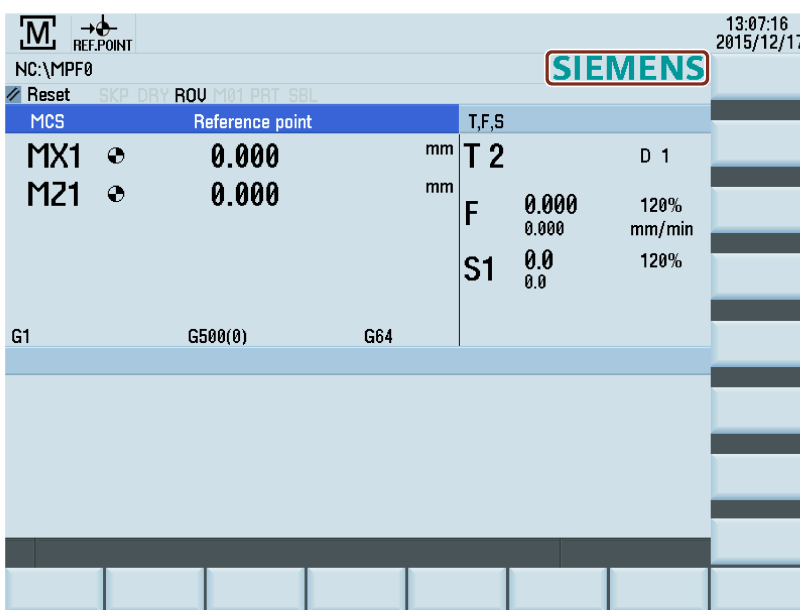 M REF.POINT 13:07:16
2015/12/17
NC:\MPF0 SIEMENS
Reset SKP DRY ROV M01 PRT SBL
MCS Reference point T,F,S
MX1 0.000 mm T 2 D 1
MZ1 0.000 mm
F 0.000 120%
0.000 mm/min
S1 0.0 120%
0.0
G1 G500(0) G64